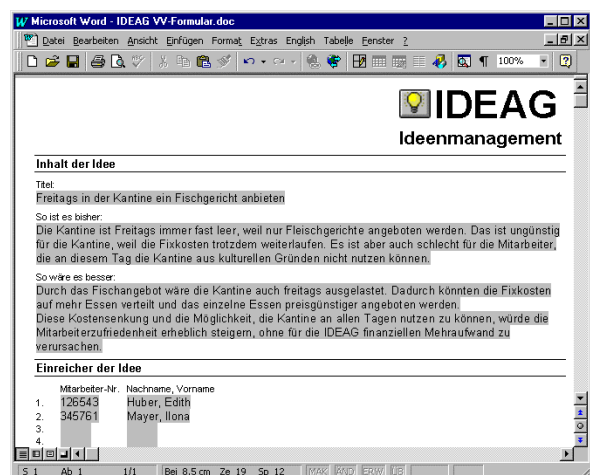 Microsoft Word - IDEAG VV-Formular.doc
Datei Bearbeiten Ansicht Einfügen Format Extras English Tabelle Fenster ?
100%
IDEAG
Ideenmanagement
Inhalt der Idee
Titel:
Freitags in der Kantine ein Fischgericht anbieten
So ist es bisher:
Die Kantine ist Freitags immer fast leer, weil nur Fleischgerichte angeboten werden. Das ist ungünstig
für die Kantine, weil die Fixkosten trotzdem weiterlaufen. Es ist aber auch schlecht für die Mitarbeiter,
die an diesem Tag die Kantine aus kulturellen Gründen nicht nutzen können.
So wäre es besser:
Durch das Fischangebot wäre die Kantine auch freitags ausgelastet. Dadurch könnten die Fixkosten
auf mehr Essen verteilt und das einzelne Essen preisgünstiger angeboten werden.
Diese Kostensenkung und die Möglichkeit, die Kantine an allen Tagen nutzen zu können, würde die
Mitarbeiterzufriedenheit erheblich steigern, ohne für die IDEAG finanziellen Mehraufwand zu
verursachen.
Einreicher der Idee
Mitarbeiter-Nr. Nachname, Vorname
1. 126543 Huber, Edith
2. 345761 Mayer, Ilona
3.
4.
S 1 Ab 1 1/1 Bei 8,5 cm Ze 19 Sp 12 MAK ÄND ERW ÜB